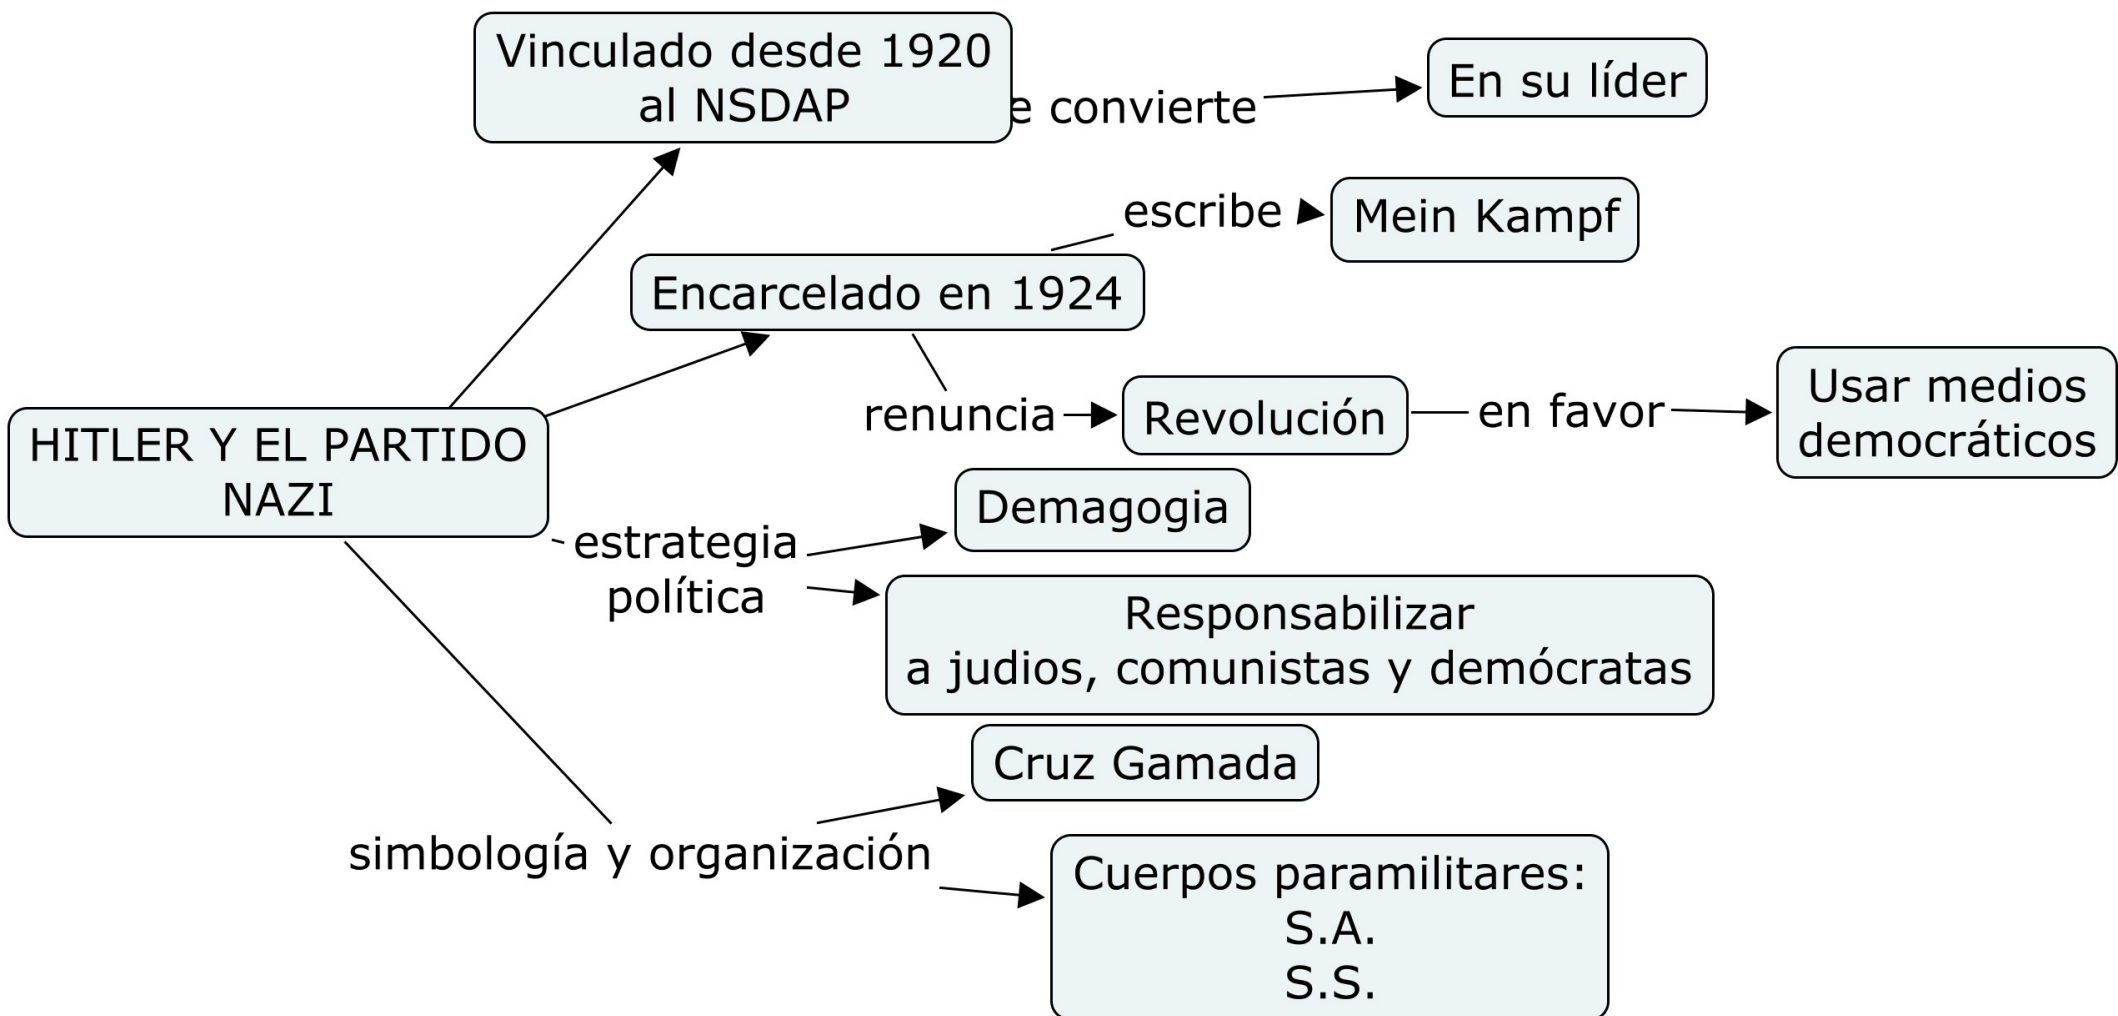 Vinculado desde 1920
al NSDAP
e convierte
En su líder
escribe
Mein Kampf
Encarcelado en 1924
renuncia
Revolución
en favor
Usar medios
democráticos
HITLER Y EL PARTIDO
NAZI
estrategia
política
Demagogia
Responsabilizar
a judios, comunistas y demócratas
simbología y organización
Cruz Gamada
Cuerpos paramilitares:
S.A.
S.S.